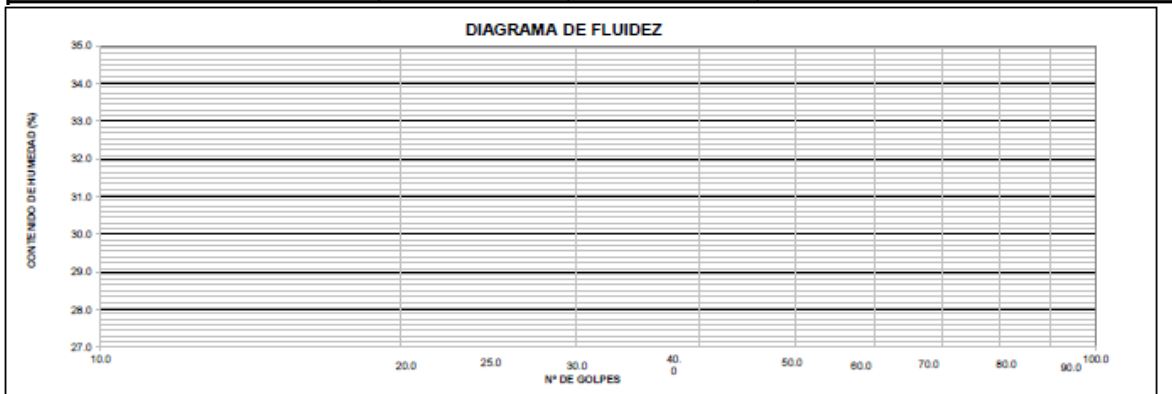 DIAGRAMA DE FLUIDEZ
CONTENIDO DE HUMEDAD (%)
35.0
34.0
33.0
32.0
31.0
30.0
29.0
28.0
27.0
10.0 20.0 25.0 30.0 40. 50.0 60.0 70.0 80.0 90.0 100.0
0
Nº DE GOLPES